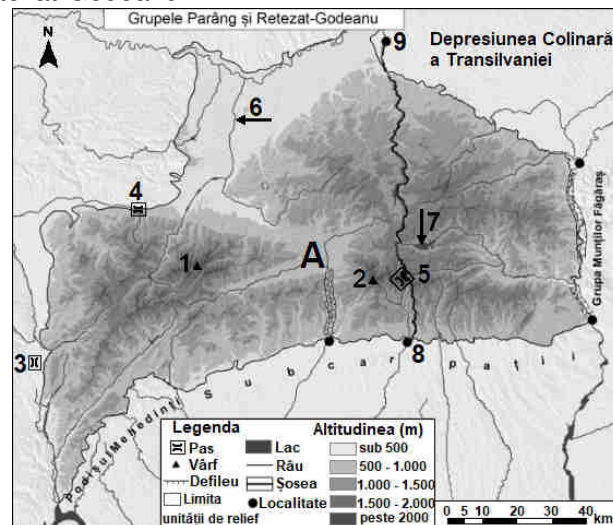 Grupele Parâng și Retezat-Godeanu
N
9
Depresiunea Colinară
a Transilvaniei
6
4
7
A
1
2
5
Grupa Munților Făgăraș
3
8
Subcarpații
Podișul Mehedinți
Legenda
Pas
Vârf
Defileu
Limita
unității de relief
Lac
Râu
Șosea
Localitate
Altitudinea (m)
sub 500
500 - 1.000
1.000 - 1.500
1.500 - 2.000
peste 2000
0 5 10 20 30 40
Km